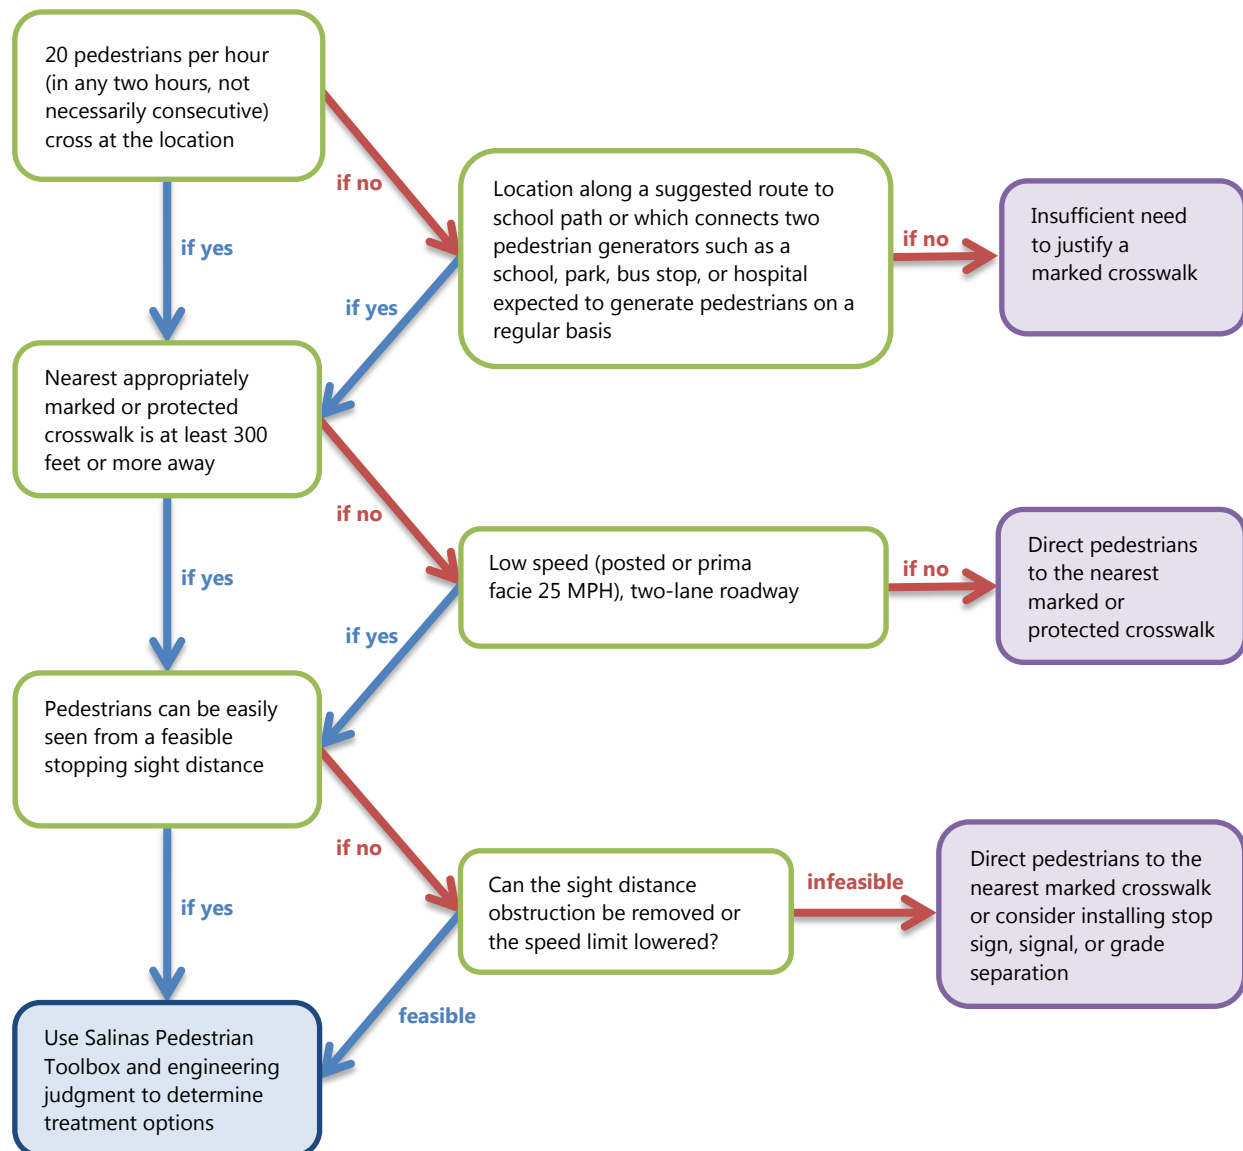 20 pedestrians per hour
(in any two hours, not
necessarily consecutive)
cross at the location
if no
if yes
Location along a suggested route to
school path or which connects two
pedestrian generators such as a
school, park, bus stop, or hospital
expected to generate pedestrians on a
regular basis
if no
Insufficient need
to justify a
marked crosswalk
if yes
Nearest appropriately
marked or protected
crosswalk is at least 300
feet or more away
if no
if yes
Low speed (posted or prima
facie 25 MPH), two-lane roadway
if no
Direct pedestrians
to the nearest
marked or
protected crosswalk
if yes
Pedestrians can be easily
seen from a feasible
stopping sight distance
if no
if yes
Can the sight distance
obstruction be removed or
the speed limit lowered?
infeasible
Direct pedestrians to the
nearest marked crosswalk
or consider installing stop
sign, signal, or grade
separation
feasible
Use Salinas Pedestrian
Toolbox and engineering
judgment to determine
treatment options